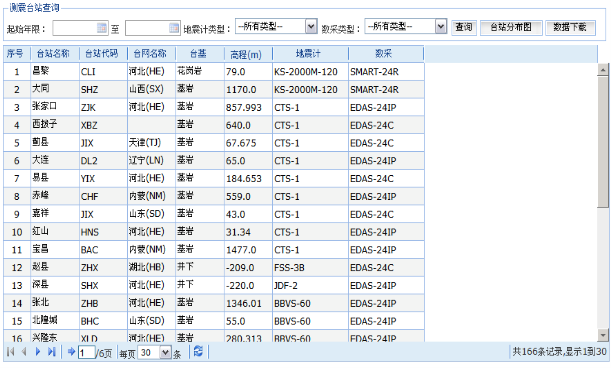 测震台站查询
起始年限： 至 地震计类型： --所有类型-- 数采类型： --所有类型-- 查询 台站分布图 数据下载
序号 台站名称 台站代码 台网名称 台基 高程(m) 地震计 数采
1 昌黎 CLI 河北(HE) 花岗岩 79.0 KS-2000M-120 SMART-24R
2 大同 SHZ 山西(SX) 基岩 1170.0 KS-2000M-120 SMART-24R
3 张家口 ZJK 河北(HE) 基岩 857.993 CTS-1 EDAS-24IP
4 西拨子 XBZ 基岩 640.0 CTS-1 EDAS-24C
5 蓟县 JIX 天津(TJ) 基岩 67.675 CTS-1 EDAS-24IP
6 大连 DL2 辽宁(LN) 基岩 65.0 CTS-1 EDAS-24IP
7 易县 YIX 河北(HE) 基岩 184.653 CTS-1 EDAS-24IP
8 赤峰 CHF 内蒙(NM) 基岩 559.0 CTS-1 EDAS-24IP
9 嘉祥 JIX 山东(SD) 基岩 43.0 CTS-1 EDAS-24C
10 红山 HNS 河北(HE) 基岩 31.34 CTS-1 EDAS-24IP
11 宝昌 BAC 内蒙(NM) 基岩 1477.0 CTS-1 EDAS-24IP
12 赵县 ZHX 湖北(HB) 井下 -209.0 FSS-3B EDAS-24C
13 深县 SHX 河北(HE) 井下 -220.0 JDF-2 EDAS-24IP
14 张北 ZHB 河北(HE) 基岩 1346.01 BBVS-60 EDAS-24IP
15 北隍城 BHC 山东(SD) 基岩 55.0 BBVS-60 EDAS-24IP
16 兴隆东 XLD 河北(HE) 基岩 280.313 BBVS-60 EDAS-24IP
1 /6页 每页 30 条 共166条记录,显示1到30